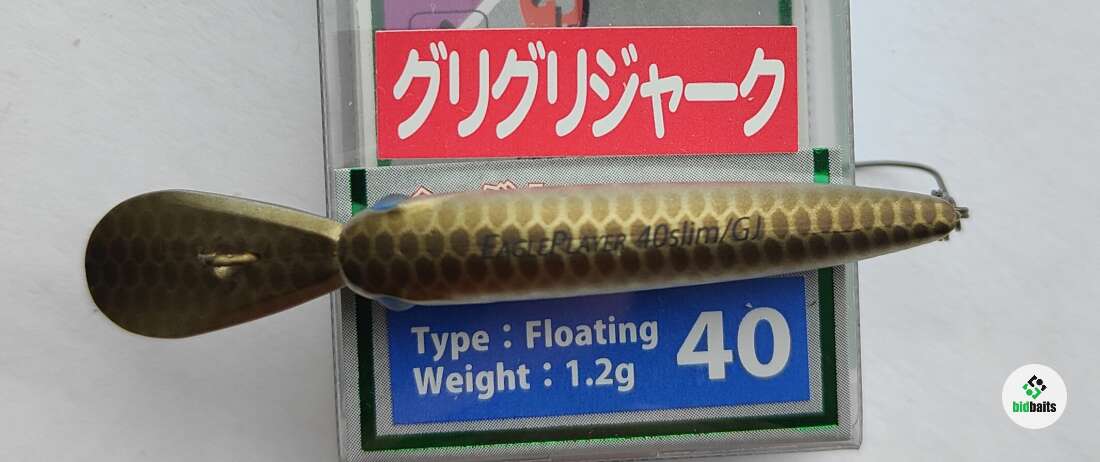 グリグリジャーク
EAGLEPLAYER 40slim/GJ
Type : Floating
Weight : 1.2g
40
bidbaits